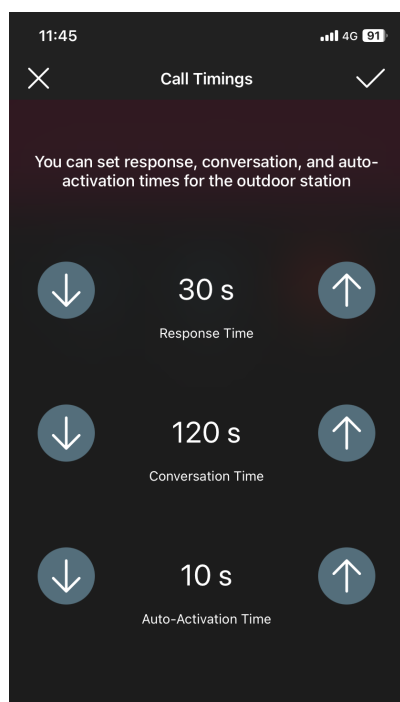 11:45
4G 91
Call Timings
You can set response, conversation, and auto-
activation times for the outdoor station
30 s
Response Time
120 s
Conversation Time
10 s
Auto-Activation Time